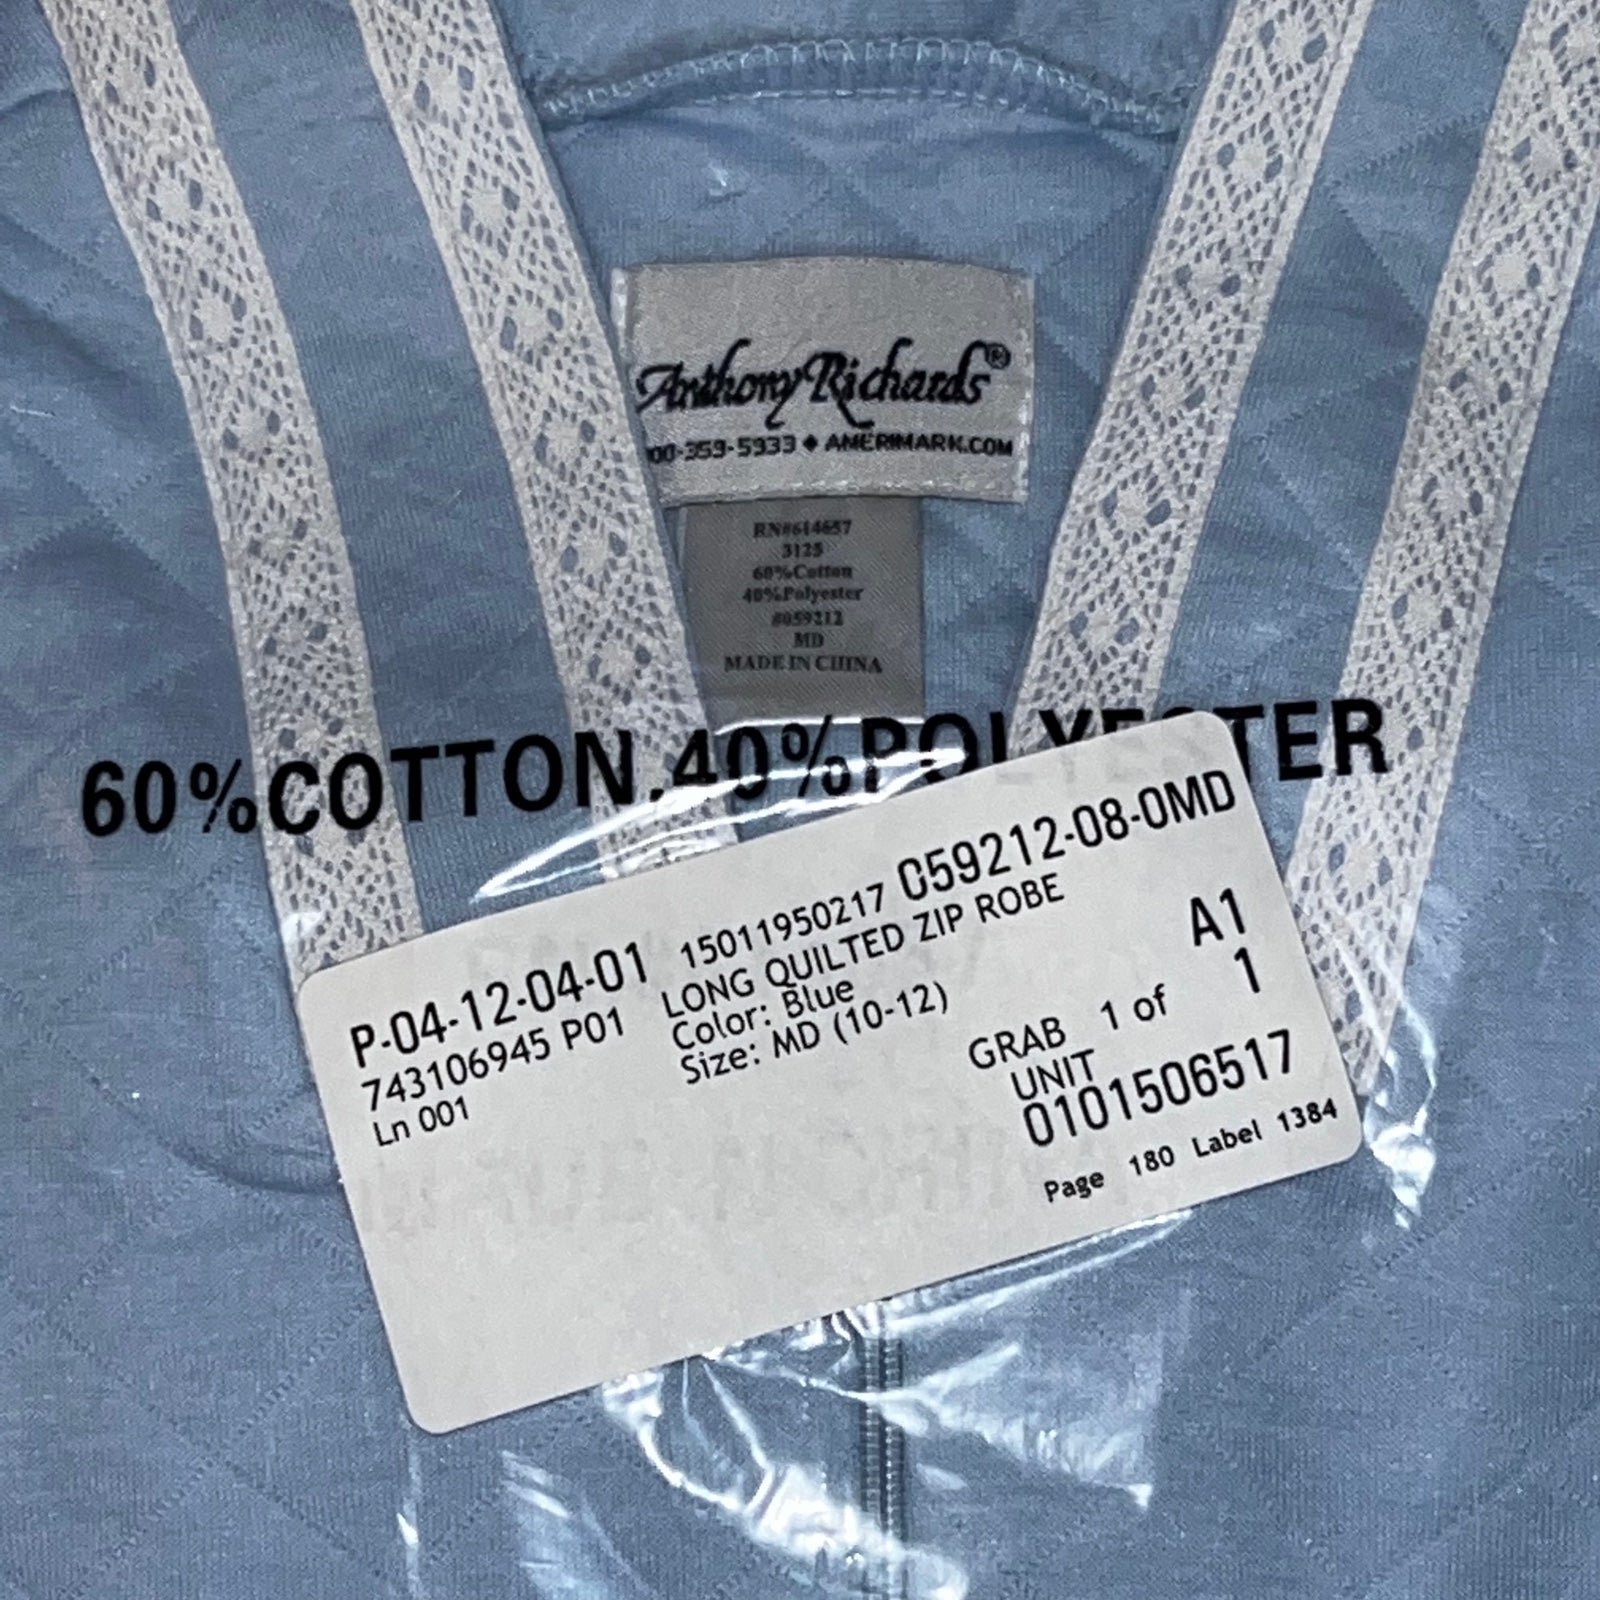 Anthony Richards®
00-359-5933 ♦ AMERIMARK.COM
RN#614657
3125
60%Cotton
40%Polyester
#059212
MD
MADE IN CHINA
60%COTTON.40%POLYESTER
P-04-12-04-01 15011950217 C59212-08-0MD
743106945 P01 LONG QUILTED ZIP ROBE
Ln 001 Color: Blue A1
Size: MD (10-12) GRAB 1 of 1
UNIT
0101506517
Page 180 Label 1384